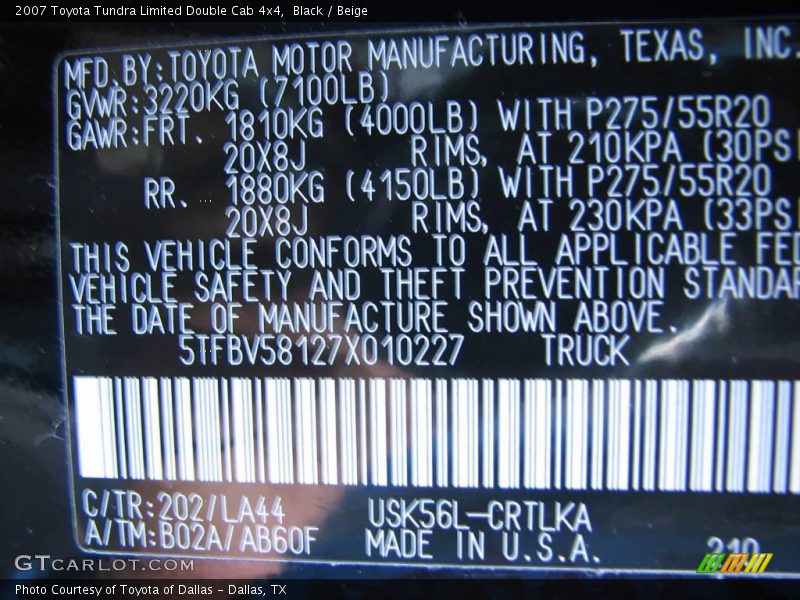 2007 Toyota Tundra Limited Double Cab 4x4, Black / Beige
MFD.BY:TOYOTA MOTOR MANUFACTURING, TEXAS, INC.
GVWR:3220KG (7100LB)
GAWR:FRT. 1810KG (4000LB) WITH P275/55R20
20X8J RIMS, AT 210KPA (30PSI
RR. ... 1880KG (4150LB) WITH P275/55R20
20X8J RIMS, AT 230KPA (33PSI
THIS VEHICLE CONFORMS TO ALL APPLICABLE FED
VEHICLE SAFETY AND THEFT PREVENTION STANDAR
THE DATE OF MANUFACTURE SHOWN ABOVE.
5TFBV58127X010227 TRUCK
C/TR:202/LA44 USK56L-CRTLKA
A/TM:B02A/AB60F MADE IN U.S.A. 210
GTCARLOT.COM
Photo Courtesy of Toyota of Dallas - Dallas, TX